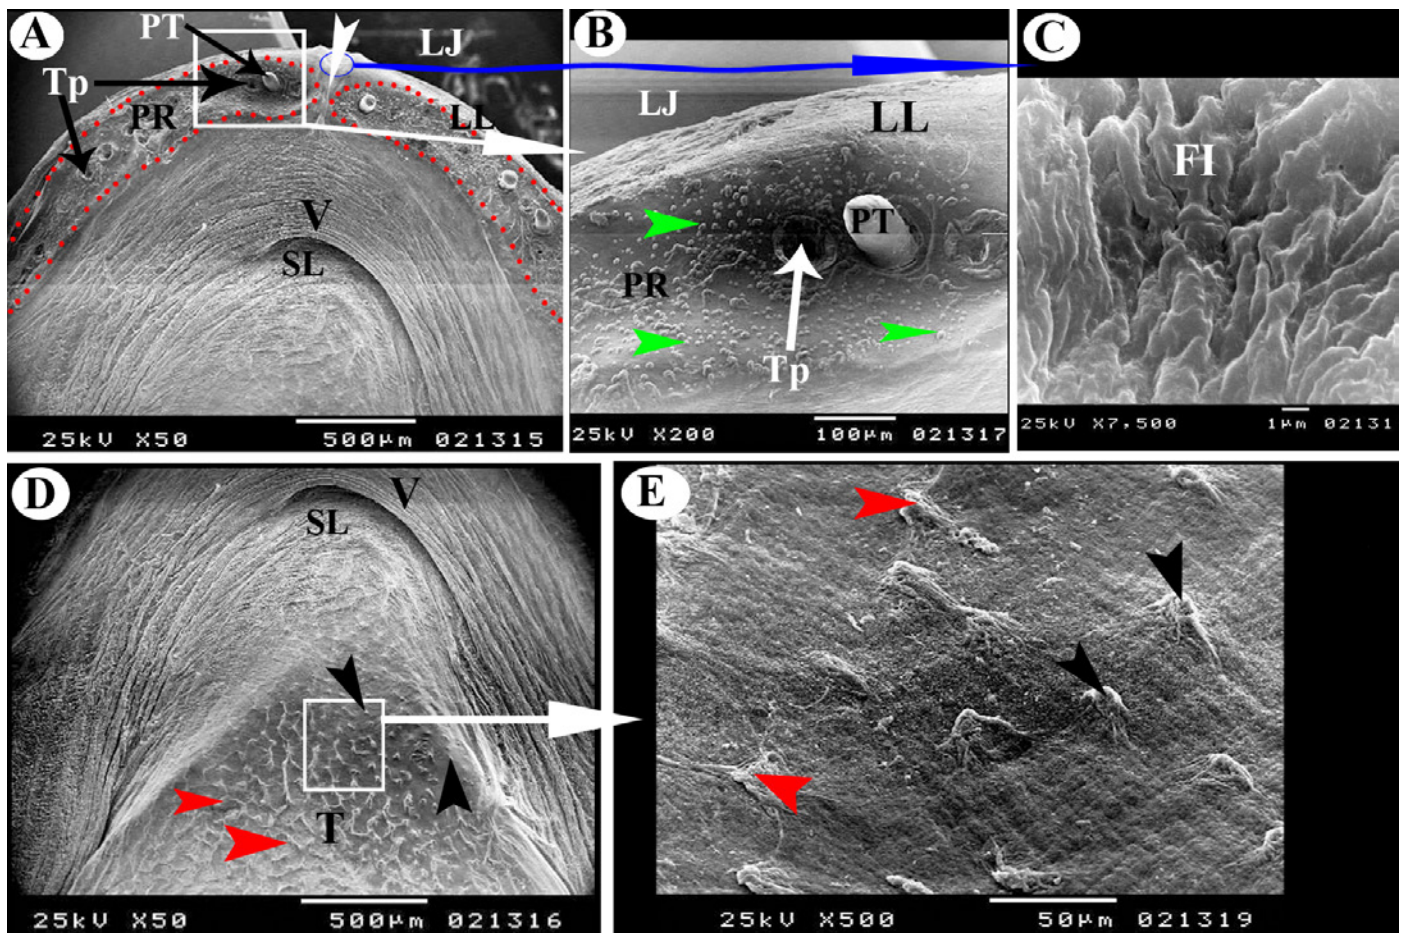 A
PT
LJ
Tp
PR
LL
V
SL
25kV X50 500µm 021315
B
LJ
LL
PT
PR
Tp
25kV X200 100µm 021317
C
FI
25kV X7,500 1µm 02131
D
V
SL
T
25kV X50 500µm 021316
E
25kV X500 50µm 021319